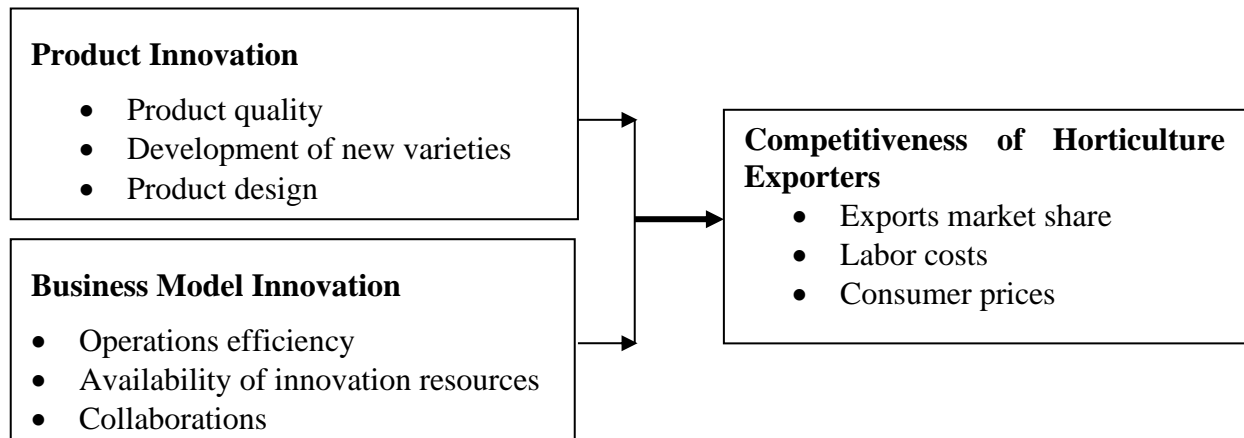 Product Innovation
• Product quality
• Development of new varieties
• Product design
Business Model Innovation
• Operations efficiency
• Availability of innovation resources
• Collaborations
Competitiveness of Horticulture
Exporters
• Exports market share
• Labor costs
• Consumer prices